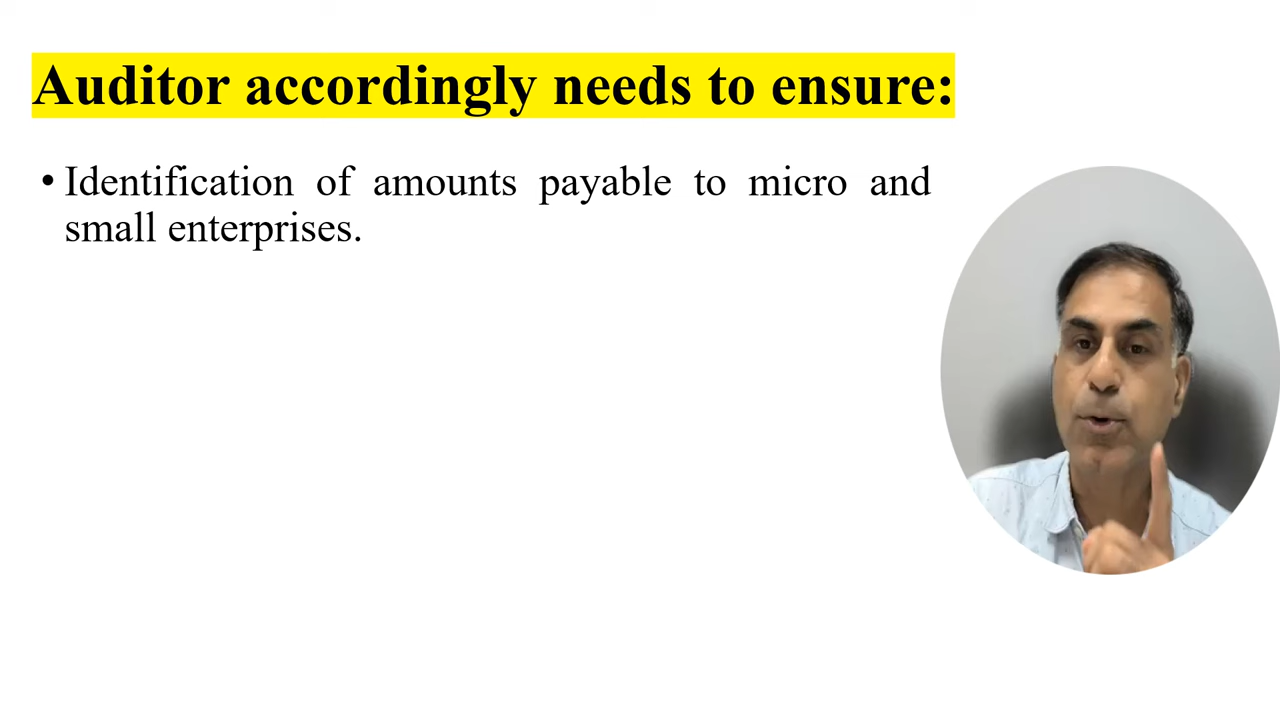 Auditor accordingly needs to ensure:
• Identification of amounts payable to micro and
small enterprises.